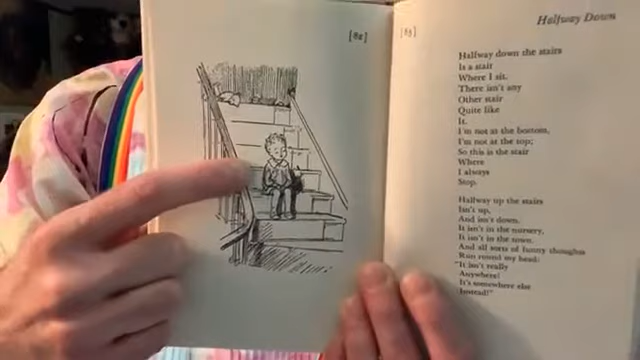 [82]
[83]
Halfway Down
Halfway down the stairs
Is a stair
Where I sit.
There isn't any
Other stair
Quite like
It.
I'm not at the bottom,
I'm not at the top;
So this is the stair
Where
I always
Stop.
Halfway up the stairs
Isn't up,
And isn't down.
It isn't in the nursery,
It isn't in the town.
And all sorts of funny thoughts
Run round my head:
"It isn't really
Anywhere!
It's somewhere else
Instead!"